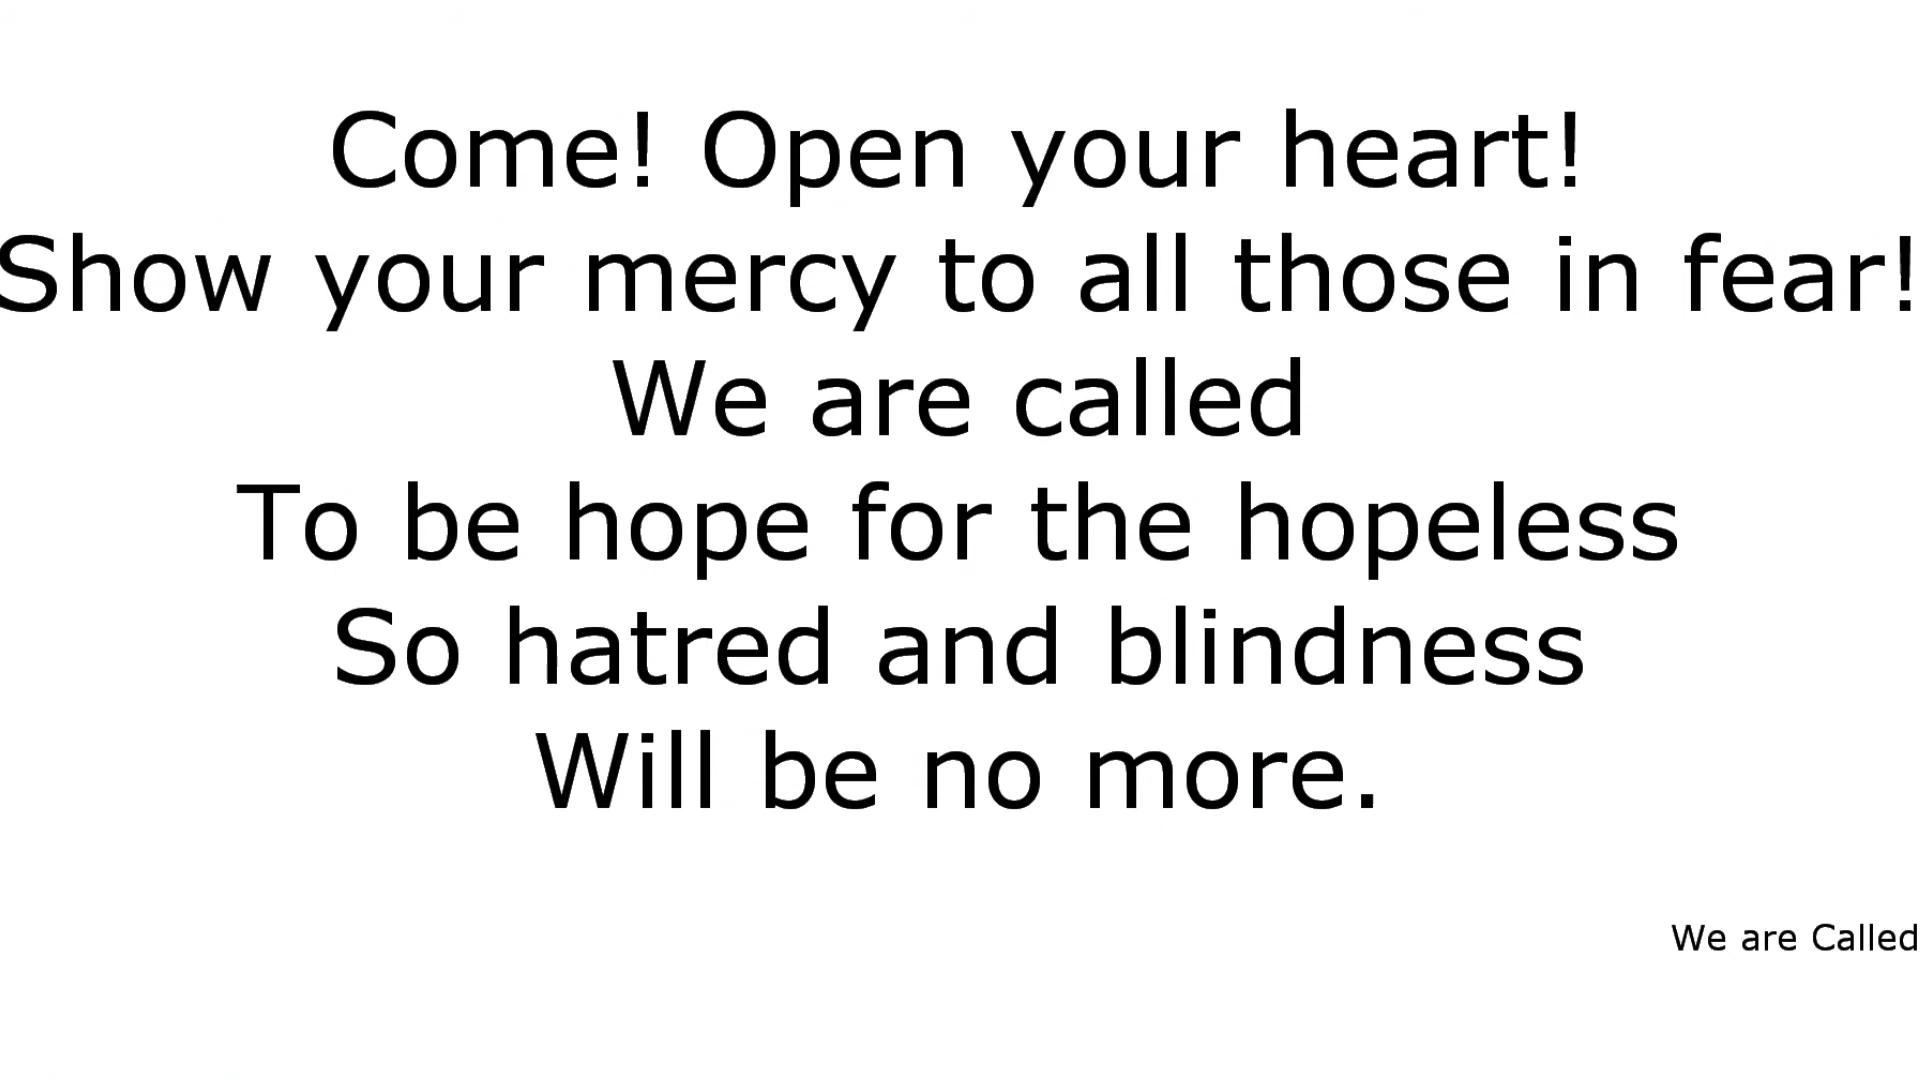 Come! Open your heart!
Show your mercy to all those in fear!
We are called
To be hope for the hopeless
So hatred and blindness
Will be no more.
We are Called